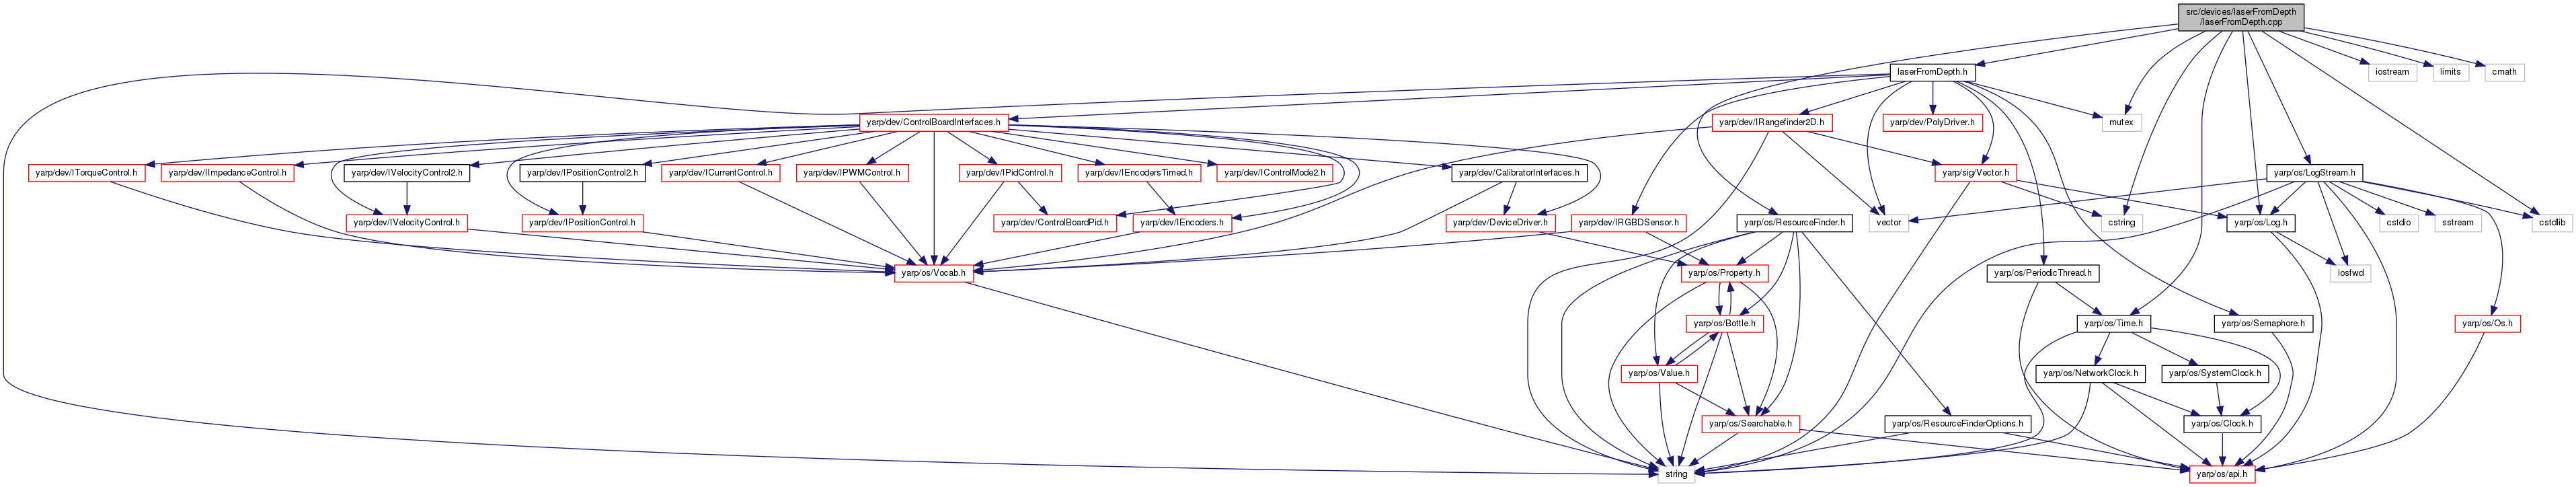 src/devices/laserFromDepth
/laserFromDepth.cpp
laserFromDepth.h
iostream
limits
cmath
yarp/dev/ControlBoardInterfaces.h
yarp/dev/IRangefinder2D.h
yarp/dev/PolyDriver.h
mutex
yarp/dev/ITorqueControl.h
yarp/dev/IImpedanceControl.h
yarp/dev/IVelocityControl2.h
yarp/dev/IPositionControl2.h
yarp/dev/ICurrentControl.h
yarp/dev/IPWMControl.h
yarp/dev/IPidControl.h
yarp/dev/IEncodersTimed.h
yarp/dev/IControlMode2.h
yarp/dev/CalibratorInterfaces.h
yarp/sig/Vector.h
yarp/os/LogStream.h
yarp/dev/IVelocityControl.h
yarp/dev/IPositionControl.h
yarp/dev/ControlBoardPid.h
yarp/dev/IEncoders.h
yarp/dev/DeviceDriver.h
yarp/dev/IRGBDSensor.h
yarp/os/ResourceFinder.h
vector
cstring
yarp/os/Log.h
cstdio
sstream
cstdlib
yarp/os/Vocab.h
yarp/os/Property.h
yarp/os/PeriodicThread.h
iosfwd
yarp/os/Bottle.h
yarp/os/Time.h
yarp/os/Semaphore.h
yarp/os/Os.h
yarp/os/Value.h
yarp/os/NetworkClock.h
yarp/os/SystemClock.h
yarp/os/Searchable.h
yarp/os/ResourceFinderOptions.h
yarp/os/Clock.h
string
yarp/os/api.h